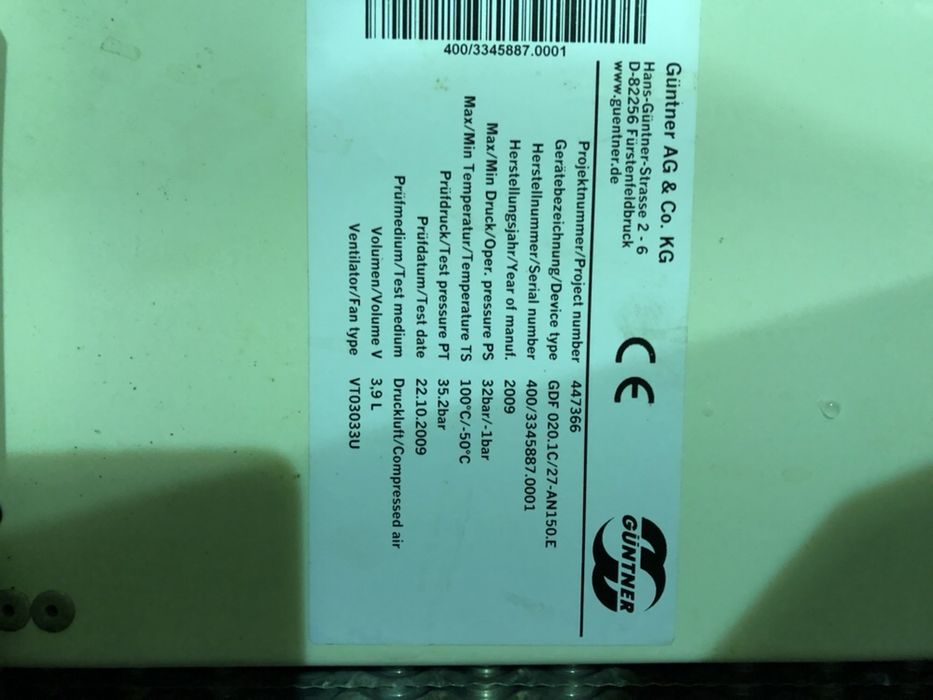 Güntner AG & Co. KG
Hans-Güntner-Strasse 2 - 6
D-82256 Fürstenfeldbruck
www.guentner.de
CE
GÜNTNER
Projektnummer/Project number 447366
Gerätebezeichnung/Device type GDF 020.1C/27-AN150.E
Herstellnummer/Serial number 400/3345887.0001
Herstellungsjahr/Year of manuf. 2009
Max/Min Druck/Oper. pressure PS 32bar/-1bar
Max/Min Temperatur/Temperature TS 100°C/-50°C
Prüfdruck/Test pressure PT 35.2bar
Prüfdatum/Test date 22.10.2009
Prüfmedium/Test medium Druckluft/Compressed air
Volumen/Volume V 3,9 L
Ventilator/Fan type VT03033U
400/3345887.0001